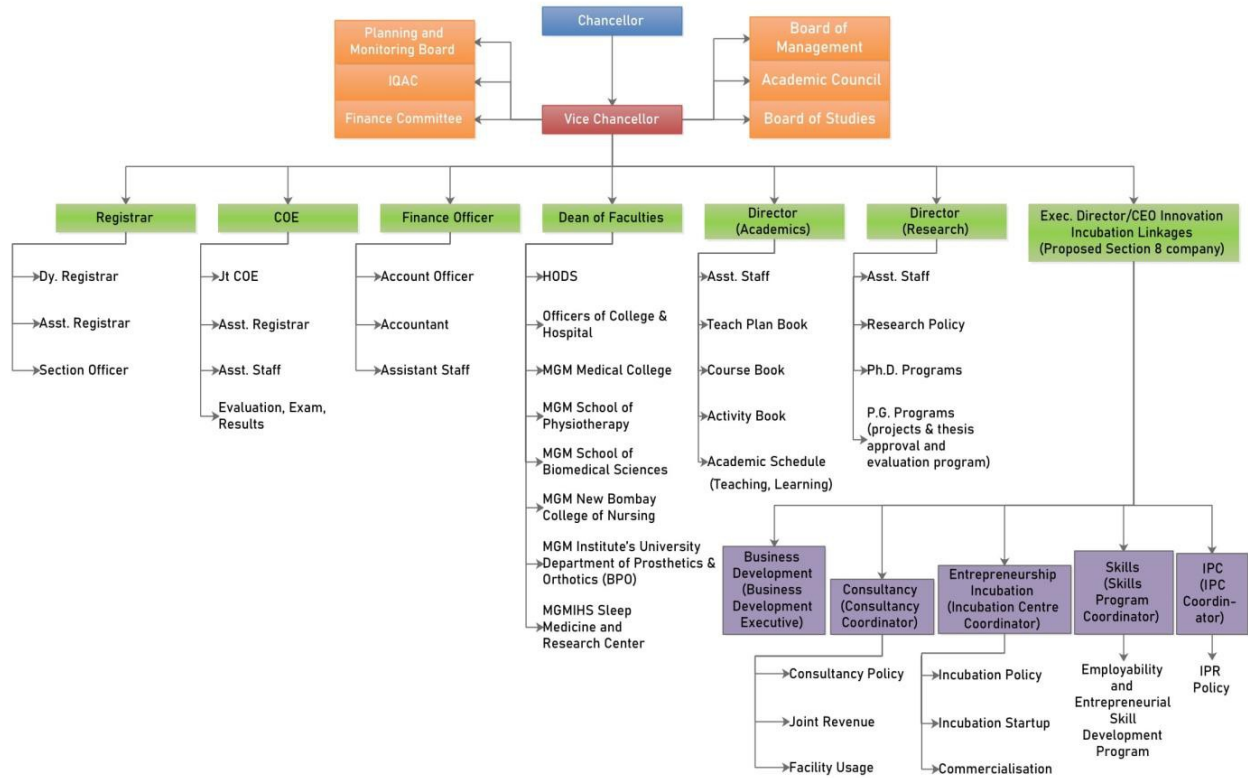 Chancellor
Planning and
Monitoring Board
IQAC
Finance Committee
Vice Chancellor
Board of
Management
Academic Council
Board of Studies
Registrar
Dy. Registrar
Asst. Registrar
Section Officer
COE
Jt COE
Asst. Registrar
Asst. Staff
Evaluation, Exam,
Results
Finance Officer
Account Officer
Accountant
Assistant Staff
Dean of Faculties
HODS
Officers of College &
Hospital
MGM Medical College
MGM School of
Physiotherapy
MGM School of
Biomedical Sciences
MGM New Bombay
College of Nursing
MGM Institute's University
Department of Prosthetics &
Orthotics (BPO)
MGMIHS Sleep
Medicine and
Research Center
Director
(Academics)
Asst. Staff
Teach Plan Book
Course Book
Activity Book
Academic Schedule
(Teaching, Learning)
Director
(Research)
Asst. Staff
Research Policy
Ph.D. Programs
P.G. Programs
(projects & thesis
approval and
evaluation program)
Exec. Director/CEO Innovation
Incubation Linkages
(Proposed Section 8 company)
Business
Development
(Business
Development
Executive)
Consultancy
(Consultancy
Coordinator)
Consultancy Policy
Joint Revenue
Facility Usage
Entrepreneurship
Incubation
(Incubation Centre
Coordinator)
Incubation Policy
Incubation Startup
Commercialisation
Skills
(Skills
Program
Coordinator)
Employability
and
Entrepreneurial
Skill
Development
Program
IPC
(IPC
Coordin-
ator)
IPR
Policy